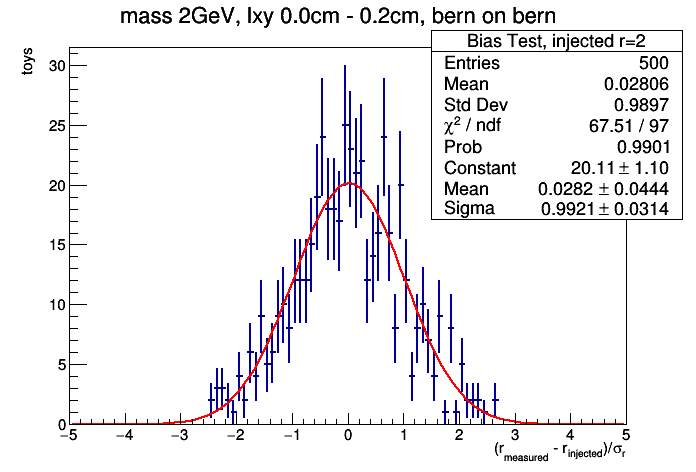 mass 2GeV, lxy 0.0cm - 0.2cm, bern on bern
Bias Test, injected r=2
Entries 500
Mean 0.02806
Std Dev 0.9897
χ² / ndf 67.51 / 97
Prob 0.9901
Constant 20.11 ± 1.10
Mean 0.0282 ± 0.0444
Sigma 0.9921 ± 0.0314
toys
30
25
20
15
10
5
0
−5 −4 −3 −2 −1 0 1 2 3 4 5
(r_measured - r_injected)/σ_r